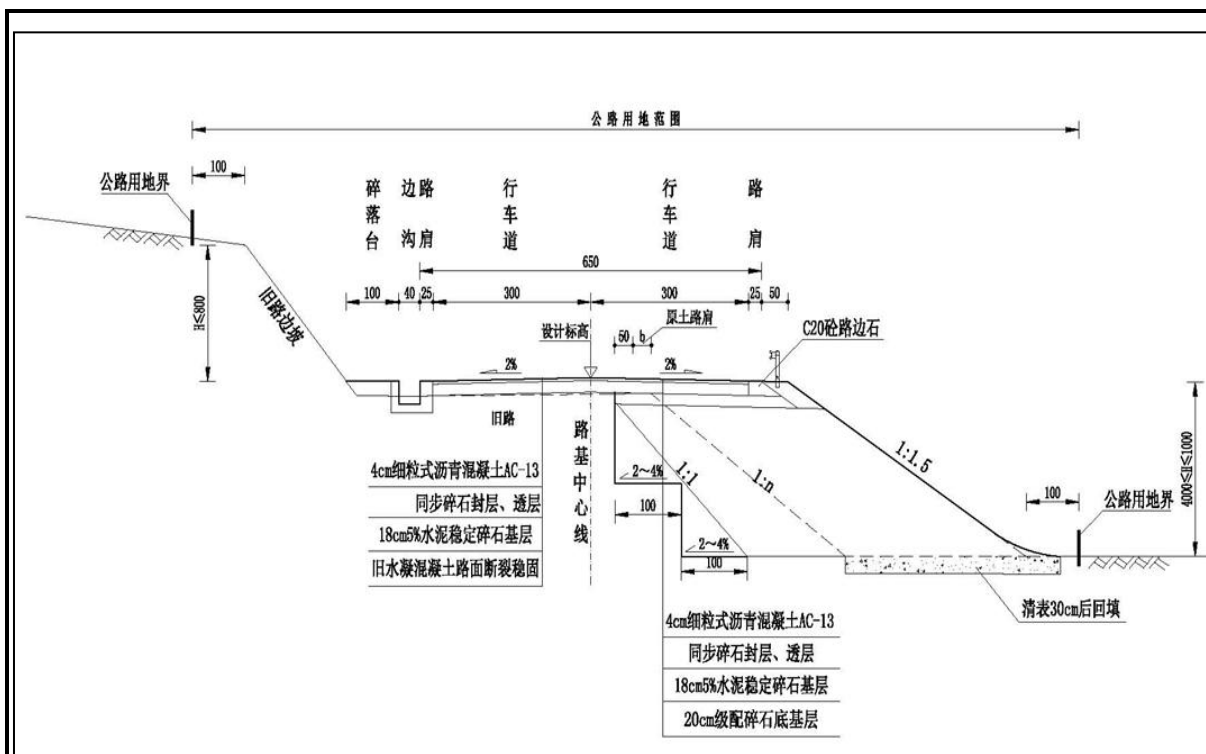 公路用地范围
100
公路用地界
碎落台
边沟
路肩
行车道
行车道
路肩
650
100
40
25
300
300
25
50
H≤800
旧路边坡
设计标高
50
b
原土路肩
C20砼路边石
2%
2%
旧路
路基中心线
1:1
1:n
1:1.5
4000≤H≤1000
100
公路用地界
2～4%
100
2～4%
100
4cm细粒式沥青混凝土AC-13
同步碎石封层、透层
18cm5%水泥稳定碎石基层
旧水凝混凝土路面断裂稳固
清表30cm后回填
4cm细粒式沥青混凝土AC-13
同步碎石封层、透层
18cm5%水泥稳定碎石基层
20cm级配碎石底基层